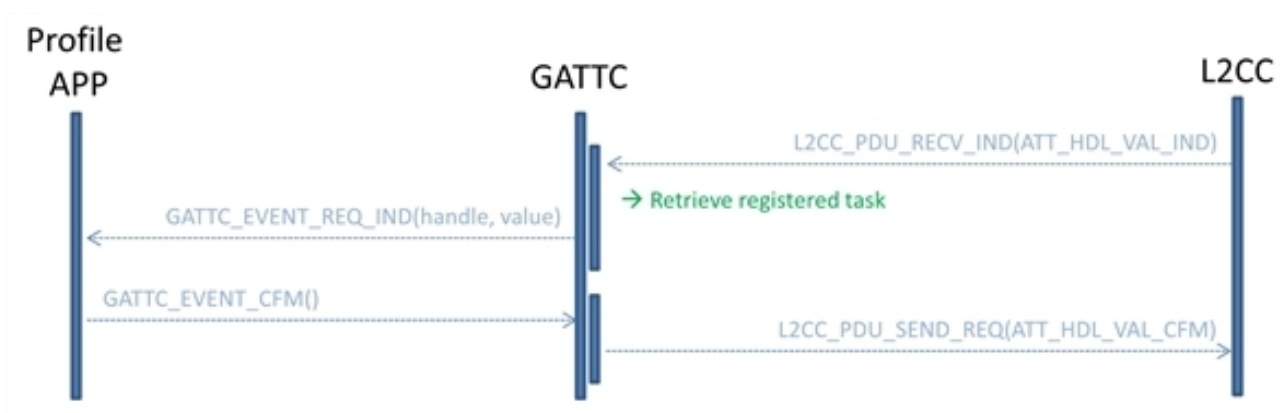 Profile
APP
GATTC
L2CC
L2CC_PDU_RECV_IND(ATT_HDL_VAL_IND)
→ Retrieve registered task
GATTC_EVENT_REQ_IND(handle, value)
GATTC_EVENT_CFM()
L2CC_PDU_SEND_REQ(ATT_HDL_VAL_CFM)